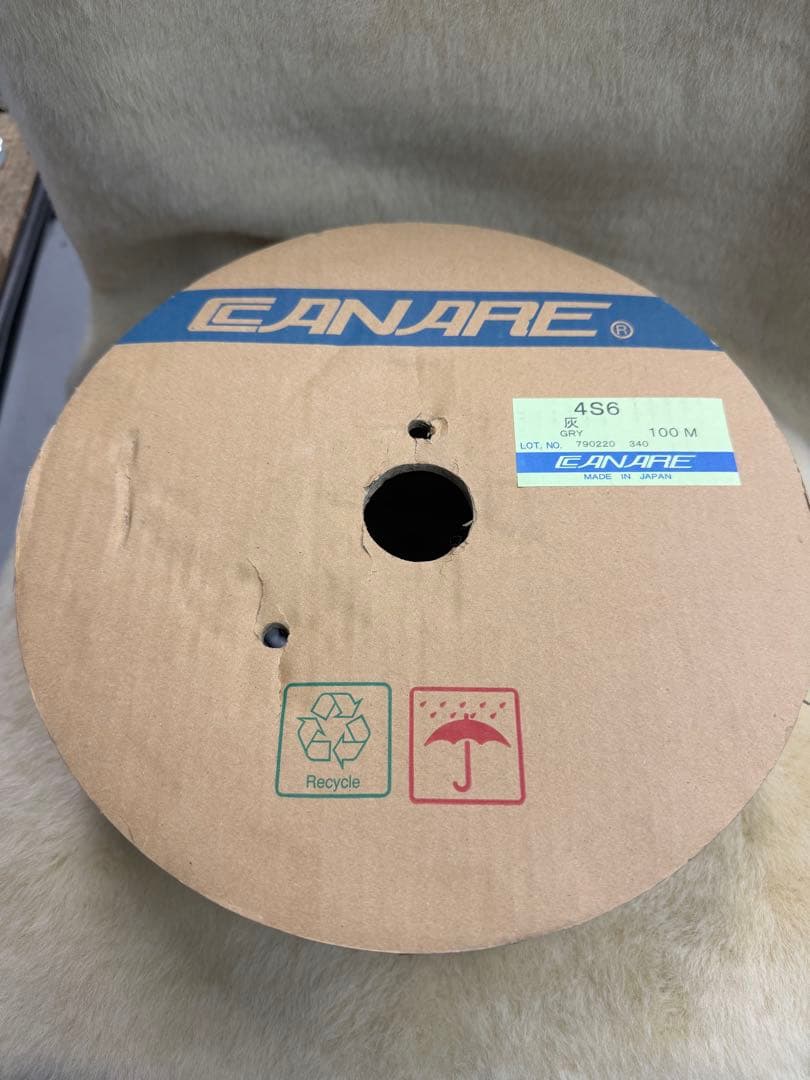 CANARE®
4S6
灰
GRY 100 M
LOT. NO. 790220 340
CANARE
MADE IN JAPAN
Recycle